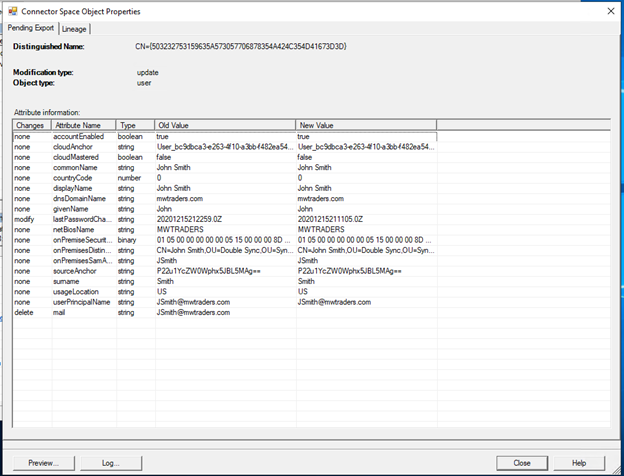 Connector Space Object Properties
Pending Export Lineage
Distinguished Name: CN={503232753159635A573057706878354A424C354D41673D3D}
Modification type: update
Object type: user
Attribute information:
Changes Attribute Name Type Old Value New Value
none accountEnabled boolean true true
none cloudAnchor string User_bc9dbca3-e263-4f10-a3bb-f482ea54... User_bc9dbca3-e263-4f10-a3bb-f482ea54...
none cloudMastered boolean false false
none commonName string John Smith John Smith
none countryCode number 0 0
none displayName string John Smith John Smith
none dnsDomainName string mwtraders.com mwtraders.com
none givenName string John John
modify lastPasswordCha... string 20201215212259.0Z 20201215211105.0Z
none netBiosName string MWTRADERS MWTRADERS
none onPremiseSecurit... binary 01 05 00 00 00 00 00 05 15 00 00 00 8D ... 01 05 00 00 00 00 00 05 15 00 00 00 8D ...
none onPremisesDistin... string CN=John Smith,OU=Double Sync,OU=Syn... CN=John Smith,OU=Double Sync,OU=Syn...
none onPremisesSamA... string JSmith JSmith
none sourceAnchor string P22u1YcZW0Wphx5JBL5MAg== P22u1YcZW0Wphx5JBL5MAg==
none surname string Smith Smith
none usageLocation string US US
none userPrincipalName string JSmith@mwtraders.com JSmith@mwtraders.com
delete mail string JSmith@mwtraders.com
Preview... Log... Close Help